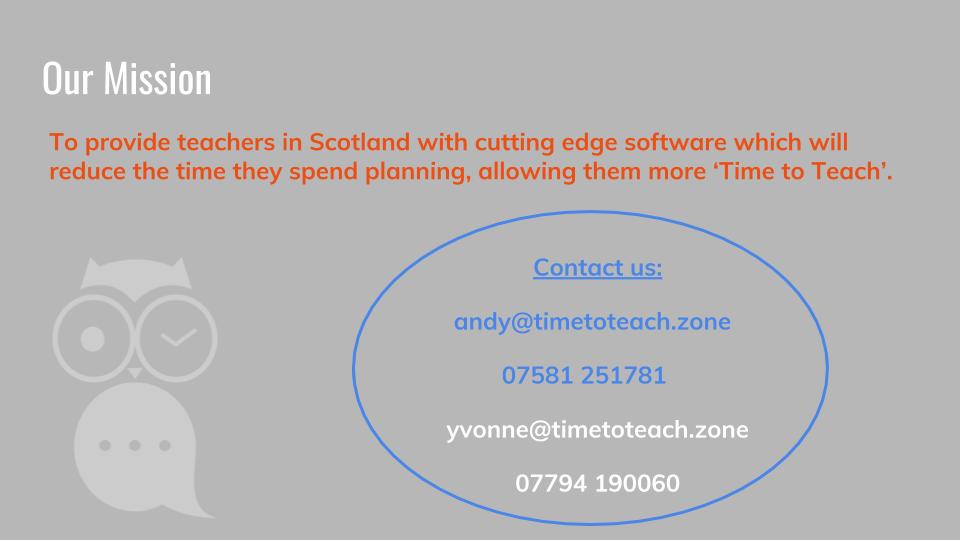 Our Mission
To provide teachers in Scotland with cutting edge software which will
reduce the time they spend planning, allowing them more ‘Time to Teach’.
Contact us:
andy@timetoteach.zone
07581 251781
yvonne@timetoteach.zone
07794 190060